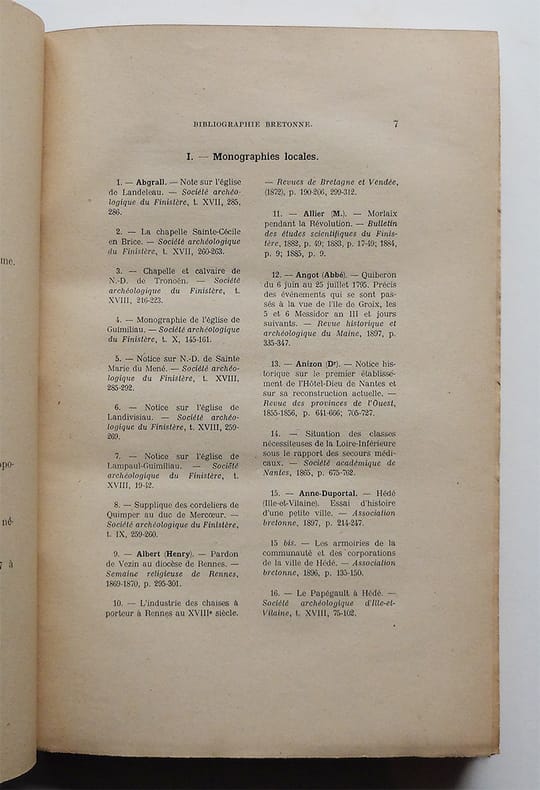 BIBLIOGRAPHIE BRETONNE.
7
I. — Monographies locales.
1. — Abgrall. — Note sur l'église
de Landeleau. — Société archéo-
logique du Finistère, t. XVII, 285,
286.
2. — La chapelle Sainte-Cécile
en Brice. — Société archéologique
du Finistère, t. XVII, 260-263.
3. — Chapelle et calvaire de
N.-D. de Tronoën. — Société
archéologique du Finistère, t.
XVIII, 216-223.
4. — Monographie de l'église de
Guimiliau. — Société archéologique
du Finistère, t. X, 145-161.
5. — Notice sur N.-D. de Sainte
Marie du Mené. — Société archéo-
logique du Finistère, t. XVIII,
285-292.
6. — Notice sur l'église de
Landivisiau. — Société archéo-
logique du Finistère, t. XVIII, 259-
269.
7. — Notice sur l'église de
Lampaul-Guimiliau. — Société
archéologique du Finistère, t.
XVIII, 19-42.
8. — Supplique des cordeliers de
Quimper au duc de Mercœur. —
Société archéologique du Finistère,
t. IX, 259-260.
9. — Albert (Henry). — Pardon
de Vezin au diocèse de Rennes. —
Semaine religieuse de Rennes,
1869-1870, p. 295-301.
10. — L'industrie des chaises à
porteur à Rennes au XVIIIe siècle.
— Revues de Bretagne et Vendée,
(1872), p. 190-206, 299-312.
11. — Allier (M.). — Morlaix
pendant la Révolution. — Bulletin
des études scientifiques du Finis-
tère, 1882, p. 49; 1883, p. 17-49; 1884,
p. 9; 1885, p. 9.
12. — Angot (Abbé). — Quiberon
du 6 juin au 25 juillet 1795. Précis
des événements qui se sont pas-
sés à la vue de l'île de Groix, les
5 et 6 Messidor an III et jours
suivants. — Revue historique et
archéologique du Maine, 1897, p.
335-347.
13. — Anizon (Dr). — Notice his-
torique sur le premier établisse-
ment de l'Hôtel-Dieu de Nantes et
sur sa reconstruction actuelle. —
Revue des provinces de l'Ouest,
1855-1856, p. 641-666; 705-727.
14. — Situation des classes
nécessiteuses de la Loire-Inférieure
sous le rapport des secours médi-
caux. — Société académique de
Nantes, 1865, p. 675-762.
15. — Anne-Duportal. — Hédé
(Ille-et-Vilaine). Essai d'histoire
d'une petite ville. — Association
bretonne, 1897, p. 214-247.
15 bis. — Les armoiries de la
communauté et des corporations
de la ville de Hédé. — Association
bretonne, 1896, p. 135-150.
16. — Le Papégault à Hédé. —
Société archéologique d'Ille-et-
Vilaine, t. XVIII, 75-102.